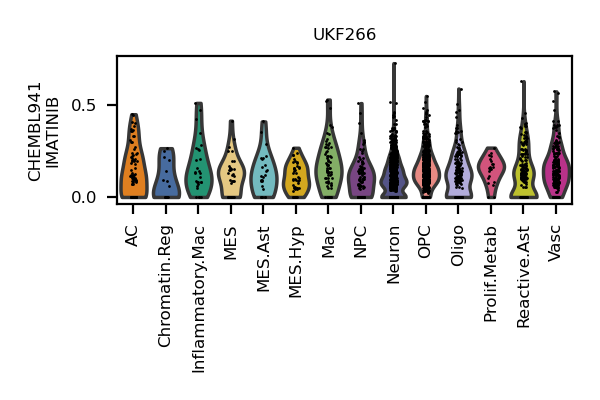 UKF266
CHEMBL941
IMATINIB
0.5
0.0
AC
Chromatin.Reg
Inflammatory.Mac
MES
MES.Ast
MES.Hyp
Mac
NPC
Neuron
OPC
Oligo
Prolif.Metab
Reactive.Ast
Vasc